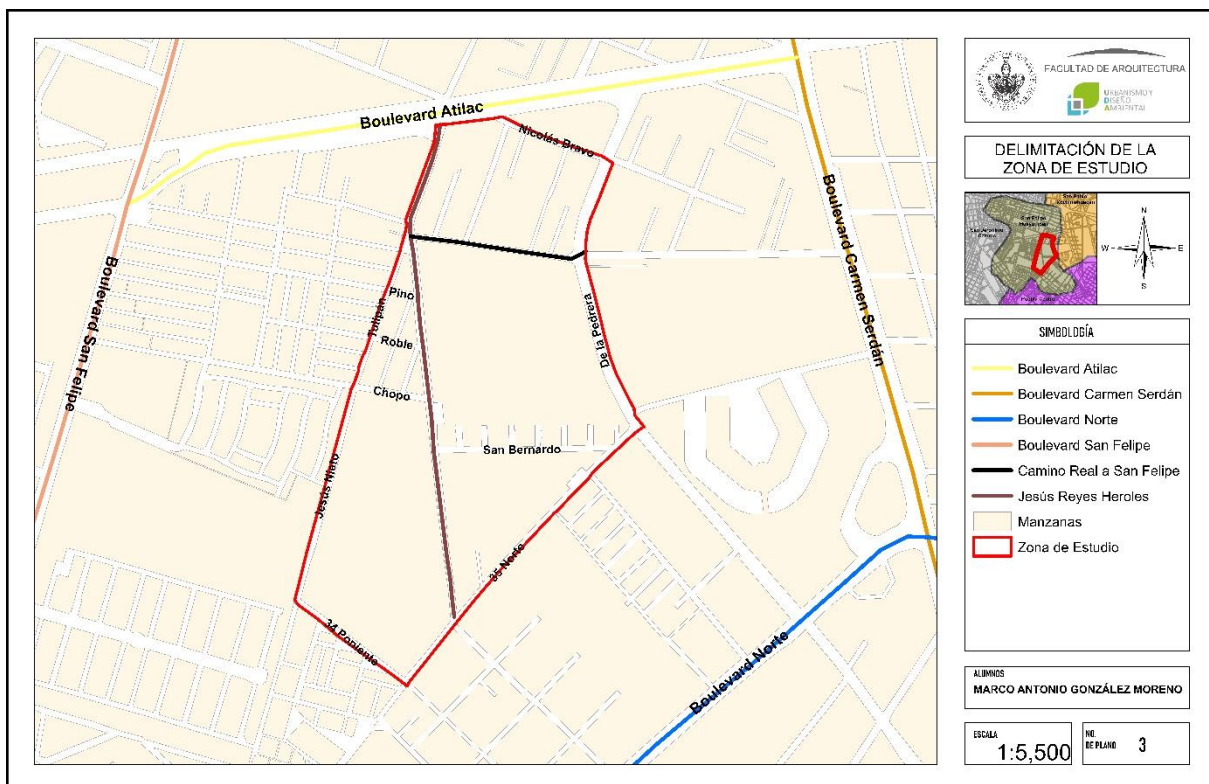 Boulevard Atilac
Nicolás Bravo
Boulevard Carmen Serdán
Boulevard San Felipe
Pino
Tulipán
Roble
De la Pedrera
Chopo
San Bernardo
Jesús Nieto
35 Norte
34 Poniente
Boulevard Norte
FACULTAD DE ARQUITECTURA
URBANISMO Y
DISEÑO
AMBIENTAL
DELIMITACIÓN DE LA
ZONA DE ESTUDIO
N
W
E
S
SIMBOLOGÍA
Boulevard Atilac
Boulevard Carmen Serdán
Boulevard Norte
Boulevard San Felipe
Camino Real a San Felipe
Jesús Reyes Heroles
Manzanas
Zona de Estudio
ALUMNOS
MARCO ANTONIO GONZÁLEZ MORENO
ESCALA
1:5,500
NO.
DE PLANO 3